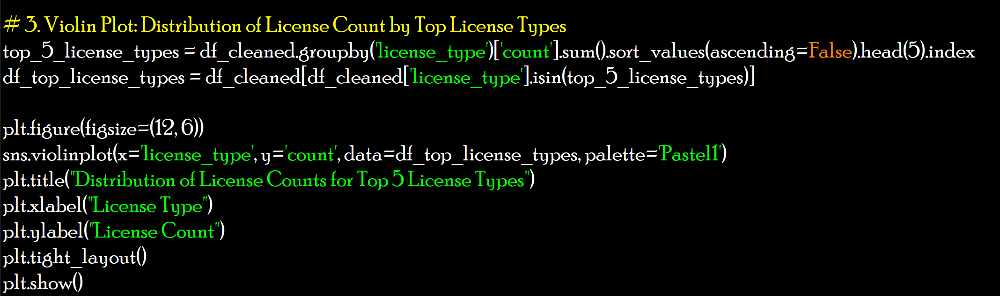 # 3. Violin Plot: Distribution of License Count by Top License Types
top_5_license_types = df_cleaned.groupby('license_type')['count'].sum().sort_values(ascending=False).head(5).index
df_top_license_types = df_cleaned[df_cleaned['license_type'].isin(top_5_license_types)]
plt.figure(figsize=(12, 6))
sns.violinplot(x='license_type', y='count', data=df_top_license_types, palette='Pastel1')
plt.title("Distribution of License Counts for Top 5 License Types")
plt.xlabel("License Type")
plt.ylabel("License Count")
plt.tight_layout()
plt.show()